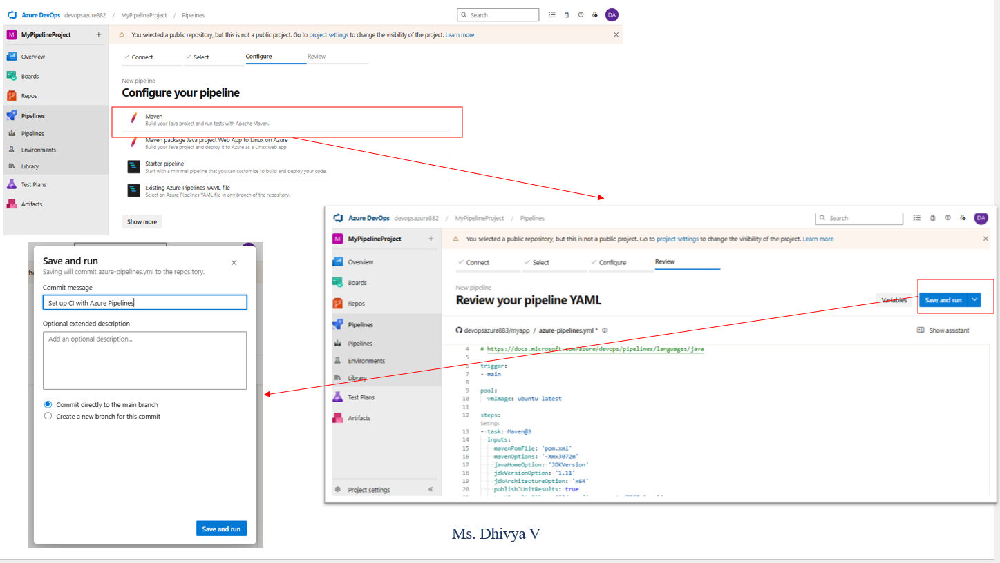 Azure DevOps devopsazure882 / MyPipelineProject / Pipelines
Search
DA
M MyPipelineProject +
You selected a public repository, but this is not a public project. Go to project settings to change the visibility of the project. Learn more
Overview
Boards
Repos
Pipelines
Pipelines
Environments
Library
Test Plans
Artifacts
Connect
Select
Configure
Review
New pipeline
Configure your pipeline
Maven
Build your Java project and run tests with Apache Maven.
Maven package Java project Web App to Linux on Azure
Build your Java project and deploy it to Azure as a Linux web app
Starter pipeline
Start with a minimal pipeline that you can customize to build and deploy your code.
Existing Azure Pipelines YAML file
Select an Azure Pipelines YAML file in any branch of the repository.
Show more
Azure DevOps devopsazure882 / MyPipelineProject / Pipelines
Search
DA
M MyPipelineProject +
You selected a public repository, but this is not a public project. Go to project settings to change the visibility of the project. Learn more
Overview
Boards
Repos
Pipelines
Pipelines
Environments
Library
Test Plans
Artifacts
Project settings
Connect
Select
Configure
Review
New pipeline
Review your pipeline YAML
Variables
Save and run
devopsazure883/myapp / azure-pipelines.yml *
Show assistant
4 # https://docs.microsoft.com/azure/devops/pipelines/languages/java
5
6 trigger:
7 - main
8
9 pool:
10 vmImage: ubuntu-latest
11
12 steps:
Settings
13 - task: Maven@3
14 inputs:
15 mavenPomFile: 'pom.xml'
16 mavenOptions: '-Xmx3072m'
17 javaHomeOption: 'JDKVersion'
18 jdkVersionOption: '1.11'
19 jdkArchitectureOption: 'x64'
20 publishJUnitResults: true
the
Save and run
Saving will commit azure-pipelines.yml to the repository.
Commit message
Set up CI with Azure Pipelines
Optional extended description
Add an optional description...
Commit directly to the main branch
Create a new branch for this commit
Save and run
Ms. Dhivya V